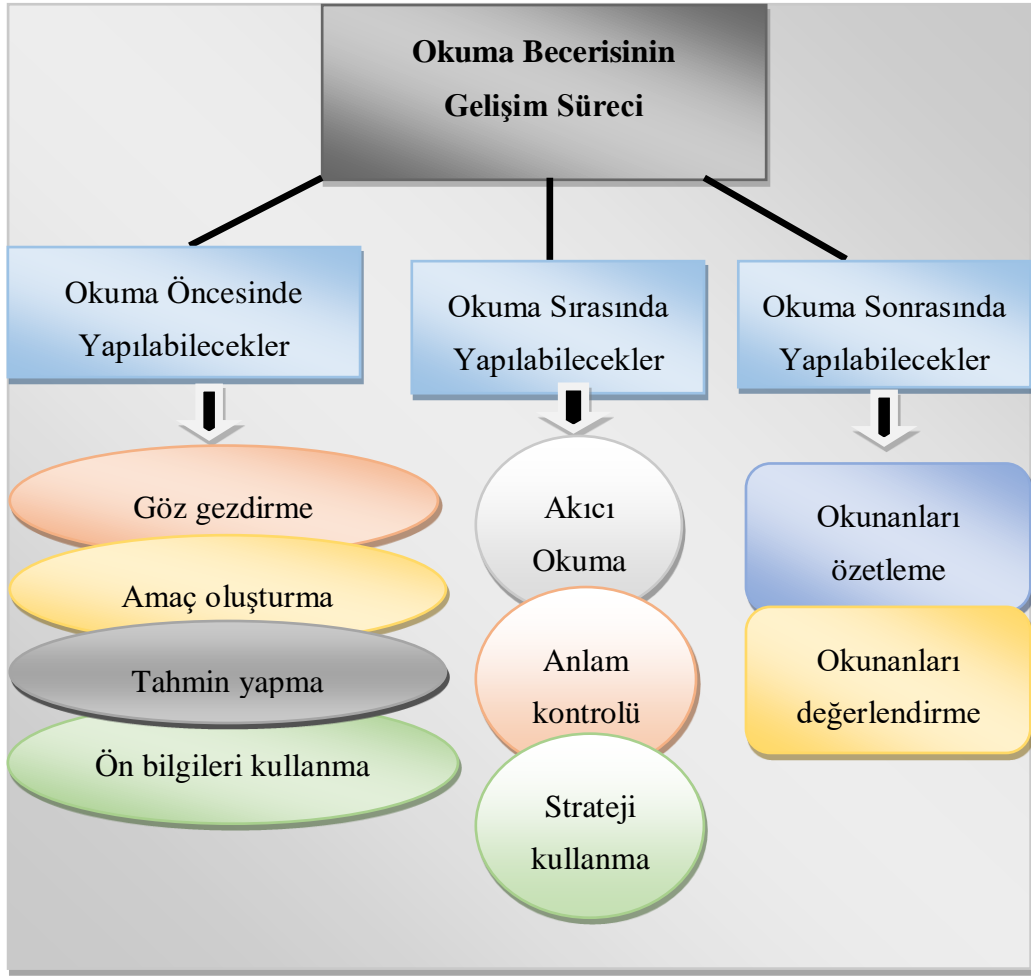 Okuma Becerisinin
Gelişim Süreci
Okuma Öncesinde
Yapılabilecekler
Göz gezdirme
Amaç oluşturma
Tahmin yapma
Ön bilgileri kullanma
Okuma Sırasında
Yapılabilecekler
Akıcı
Okuma
Anlam
kontrolü
Strateji
kullanma
Okuma Sonrasında
Yapılabilecekler
Okunanları
özetleme
Okunanları
değerlendirme